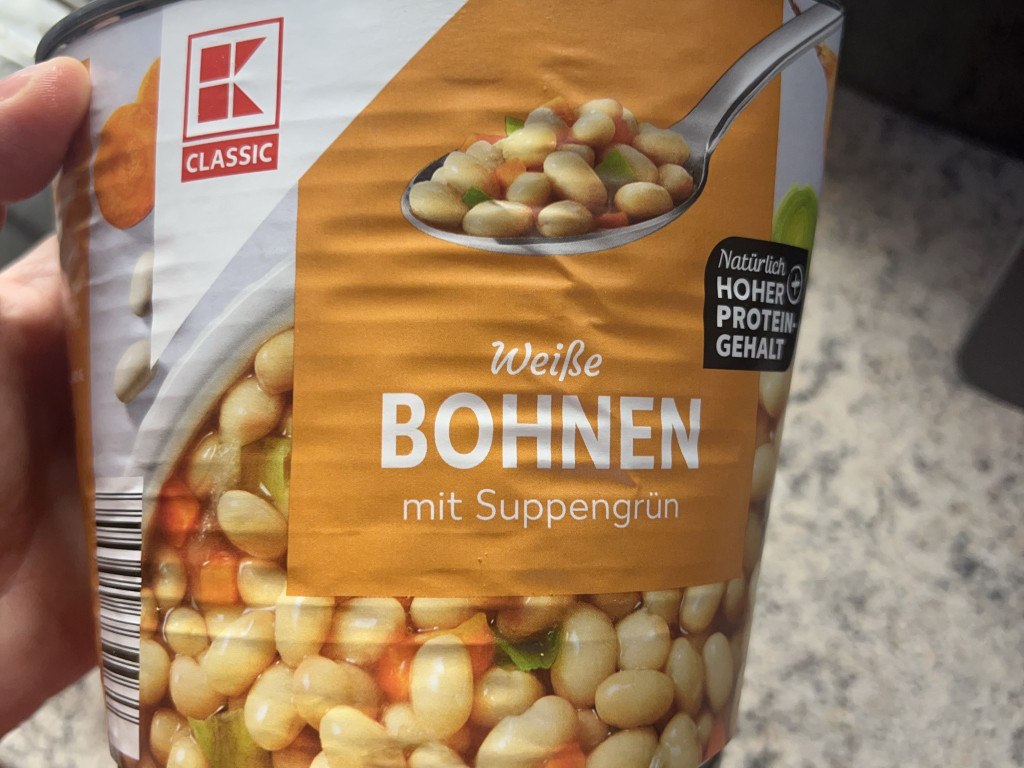 K
CLASSIC
Natürlich
HOHER
PROTEIN-
GEHALT
Weiße
BOHNEN
mit Suppengrün